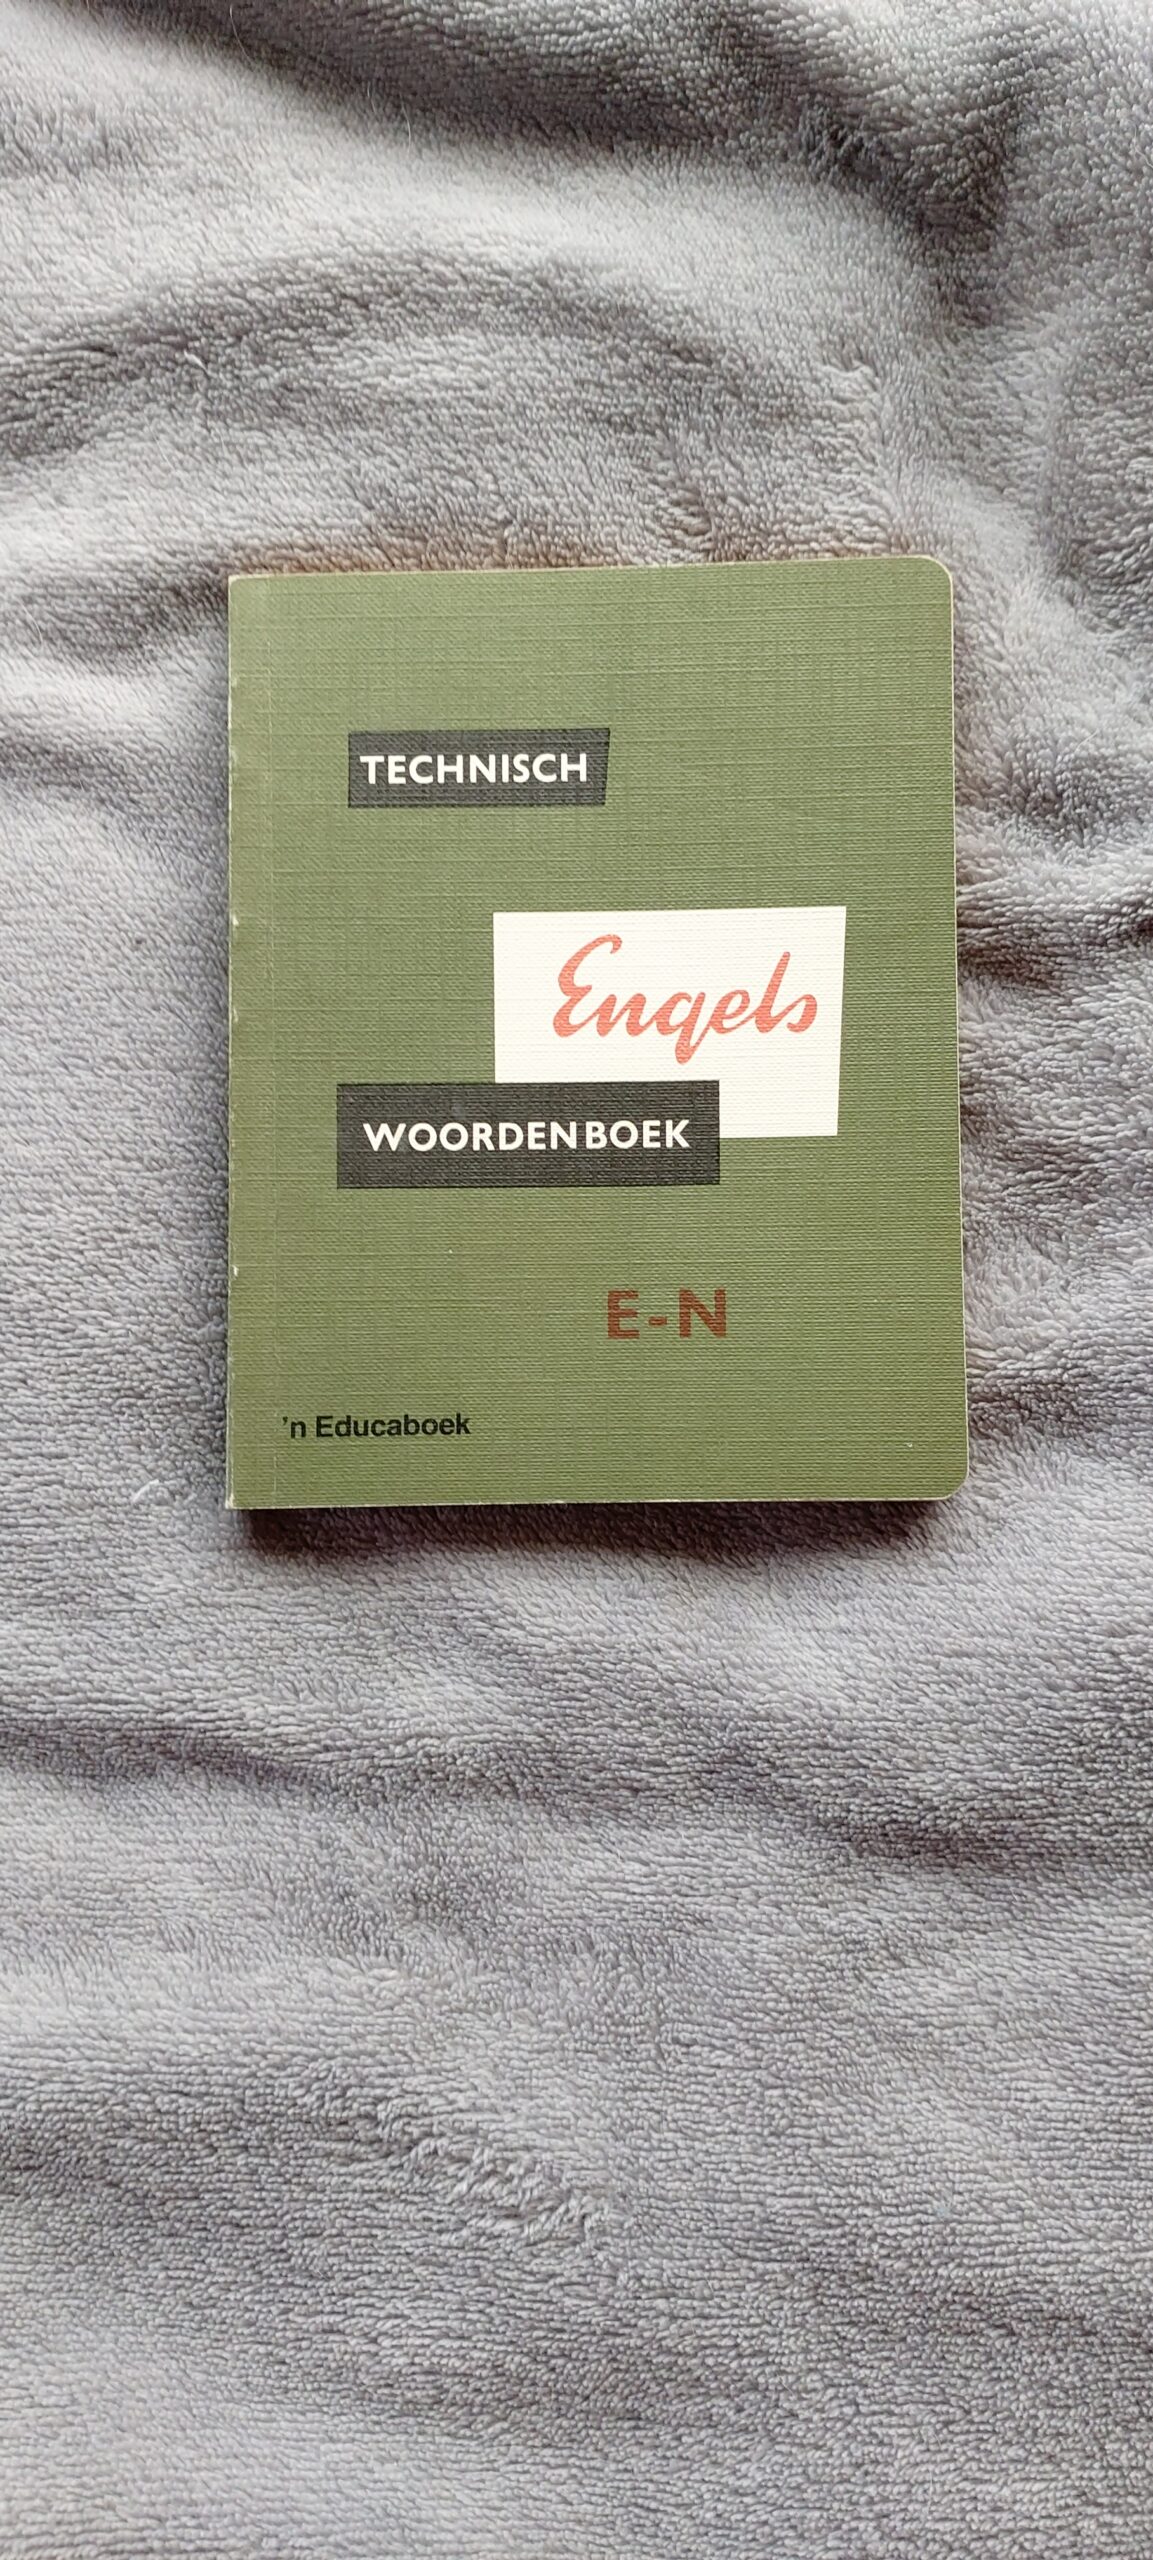 TECHNISCH
Engels
WOORDENBOEK
E-N
'n Educaboek